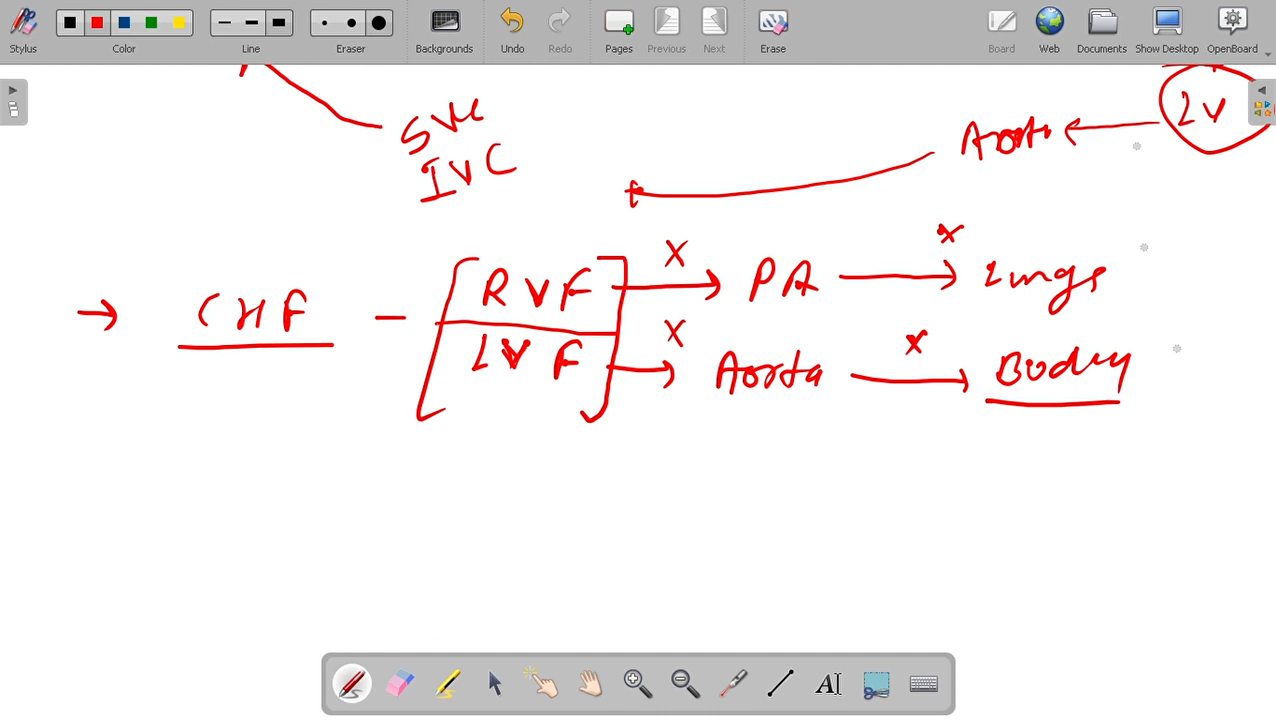 Stylus Color Line Eraser Backgrounds Undo Redo Pages Previous Next Erase Board Web Documents Show Desktop OpenBoard
SVC
IVC
Aorta
LV
CHF - RVF X PA X Lungs
LVF X Aorta X Body
AI